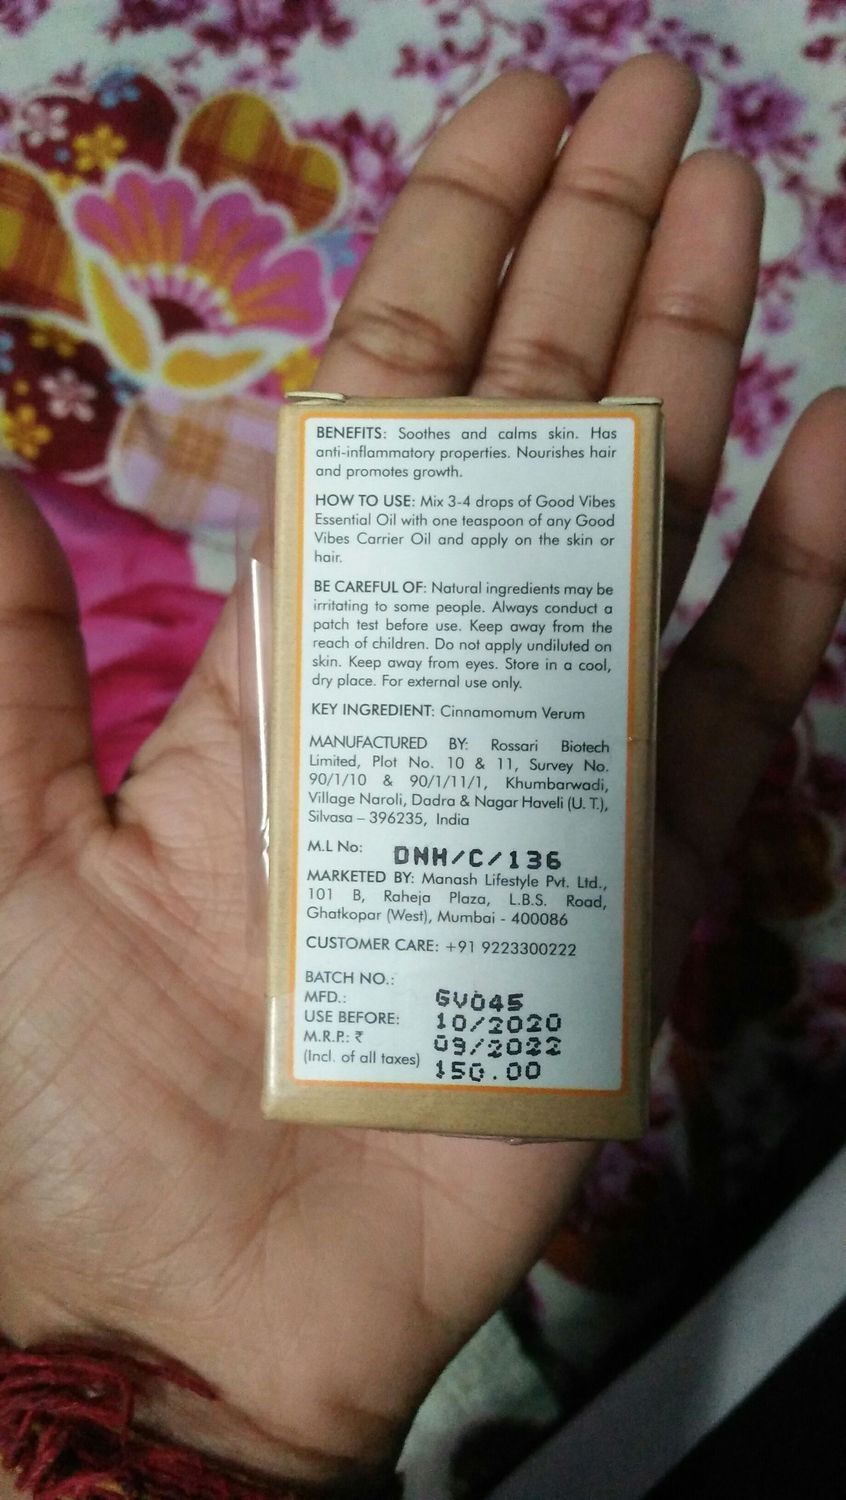 BENEFITS: Soothes and calms skin. Has
anti-inflammatory properties. Nourishes hair
and promotes growth.
HOW TO USE: Mix 3-4 drops of Good Vibes
Essential Oil with one teaspoon of any Good
Vibes Carrier Oil and apply on the skin or
hair.
BE CAREFUL OF: Natural ingredients may be
irritating to some people. Always conduct a
patch test before use. Keep away from the
reach of children. Do not apply undiluted on
skin. Keep away from eyes. Store in a cool,
dry place. For external use only.
KEY INGREDIENT: Cinnamomum Verum
MANUFACTURED BY: Rossari Biotech
Limited, Plot No. 10 & 11, Survey No.
90/1/10 & 90/1/11/1, Khumbarwadi,
Village Naroli, Dadra & Nagar Haveli (U. T.),
Silvasa – 396235, India
M.L No: DNH/C/136
MARKETED BY: Manash Lifestyle Pvt. Ltd.,
101 B, Raheja Plaza, L.B.S. Road,
Ghatkopar (West), Mumbai - 400086
CUSTOMER CARE: +91 9223300222
BATCH NO.:
MFD.: GV045
USE BEFORE: 10/2020
M.R.P.: ₹ 09/2022
(Incl. of all taxes) 150.00